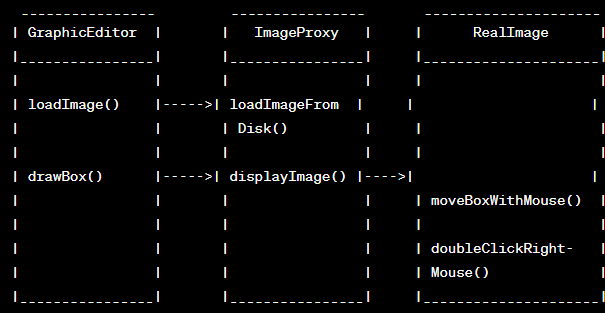 GraphicEditor ImageProxy RealImage
loadImage() ----->| loadImageFrom
Disk()
drawBox() ----->| displayImage() ---->|
moveBoxWithMouse()
doubleClickRight-
Mouse()